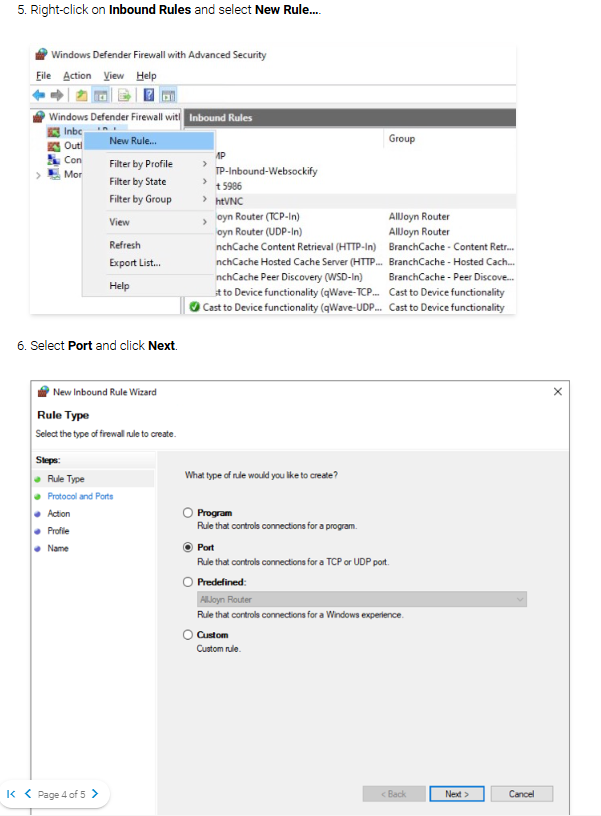 5. Right-click on Inbound Rules and select New Rule....
Windows Defender Firewall with Advanced Security
File Action View Help
Windows Defender Firewall witl
Inbound Rules
Inbc
Outl
Con
Mor
New Rule...
Filter by Profile
Filter by State
Filter by Group
View
Refresh
Export List...
Help
Group
MP
TP-Inbound-Websockify
t 5986
htVNC
oyn Router (TCP-In) AllJoyn Router
oyn Router (UDP-In) AllJoyn Router
nchCache Content Retrieval (HTTP-In) BranchCache - Content Retr...
nchCache Hosted Cache Server (HTTP... BranchCache - Hosted Cach...
nchCache Peer Discovery (WSD-In) BranchCache - Peer Discove...
st to Device functionality (qWave-TCP... Cast to Device functionality
Cast to Device functionality (qWave-UDP... Cast to Device functionality
6. Select Port and click Next.
New Inbound Rule Wizard
Rule Type
Select the type of firewall rule to create.
Steps:
Rule Type
Protocol and Ports
Action
Profile
Name
What type of rule would you like to create?
Program
Rule that controls connections for a program.
Port
Rule that controls connections for a TCP or UDP port.
Predefined:
AllJoyn Router
Rule that controls connections for a Windows experience.
Custom
Custom rule.
Page 4 of 5
< Back Next > Cancel